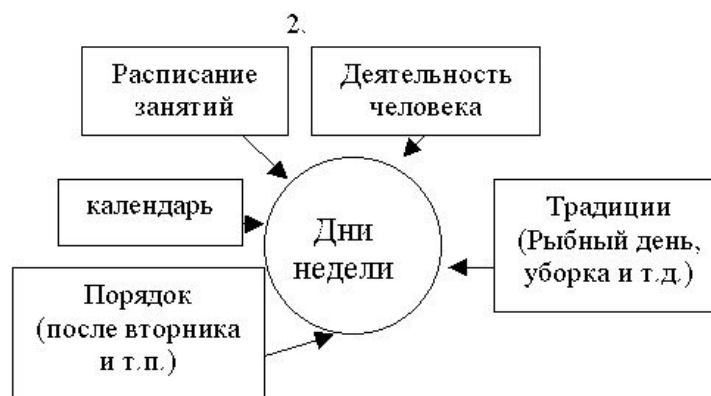 2.
Расписание
занятий
Деятельность
человека
календарь
Дни
недели
Традиции
(Рыбный день,
уборка и т.д.)
Порядок
(после вторника
и т.п.)